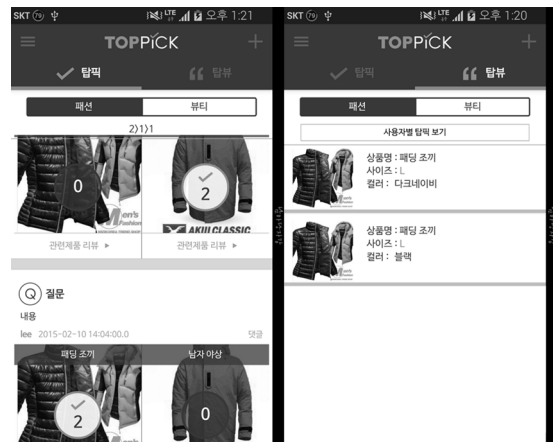 SKT 79 LTE 오후 1:21
TOPPiCK
탑픽
탑뷰
패션
뷰티
2)1)1
0
2
Men's
Fashion
AKIII CLASSIC
관련제품 리뷰 ▶
관련제품 리뷰 ▶
Q 질문
내용
lee 2015-02-10 14:04:00.0
댓글
패딩 조끼
남자 야상
2
0
SKT 79 LTE 오후 1:20
TOPPiCK
탑픽
탑뷰
패션
뷰티
사용자별 탑픽 보기
상품명 : 패딩 조끼
사이즈 : L
컬러 : 다크네이비
상품명 : 패딩 조끼
사이즈 : L
컬러 : 블랙